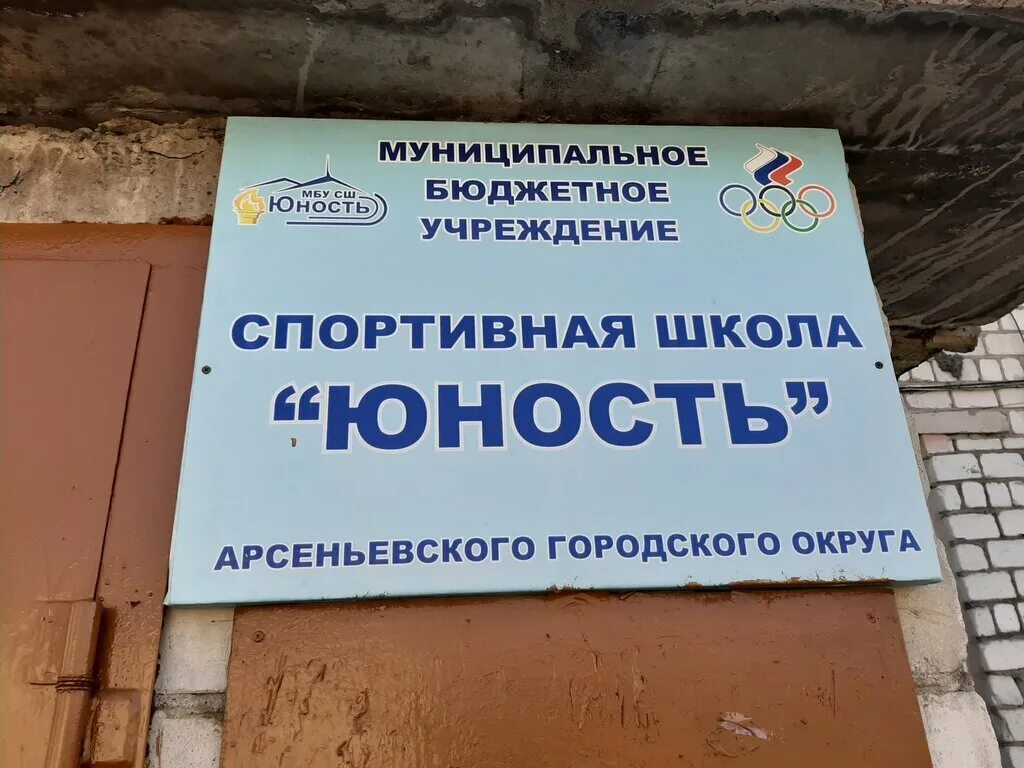 МУНИЦИПАЛЬНОЕ
БЮДЖЕТНОЕ
УЧРЕЖДЕНИЕ
МБУ СШ
ЮНОСТЬ
СПОРТИВНАЯ ШКОЛА
“ЮНОСТЬ”
АРСЕНЬЕВСКОГО ГОРОДСКОГО ОКРУГА